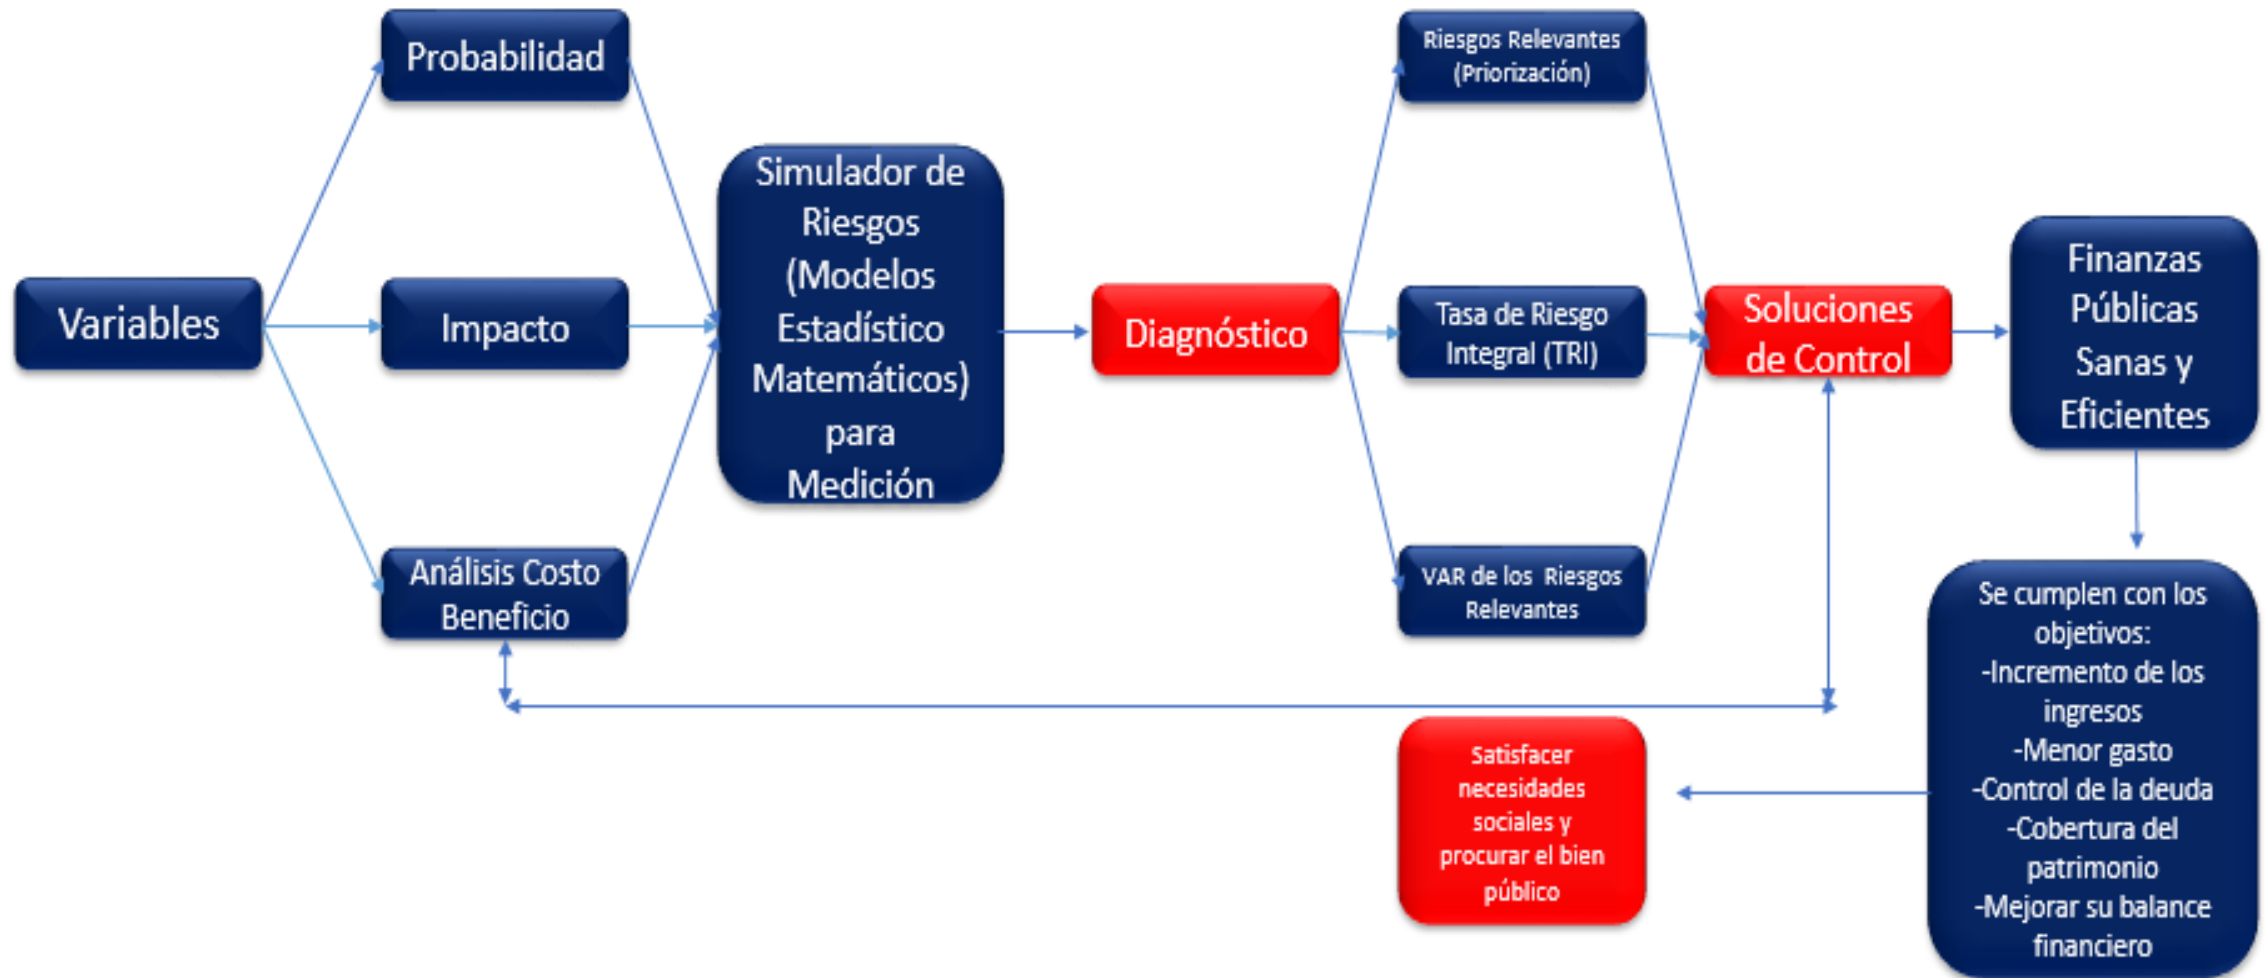 Variables
Probabilidad
Impacto
Análisis Costo
Beneficio
Simulador de
Riesgos
(Modelos
Estadístico
Matemáticos)
para
Medición
Diagnóstico
Riesgos Relevantes
(Priorización)
Tasa de Riesgo
Integral (TRI)
VAR de los Riesgos
Relevantes
Soluciones
de Control
Finanzas
Públicas
Sanas y
Eficientes
Se cumplen con los
objetivos:
-Incremento de los
ingresos
-Menor gasto
-Control de la deuda
-Cobertura del
patrimonio
-Mejorar su balance
financiero
Satisfacer
necesidades
sociales y
procurar el bien
público